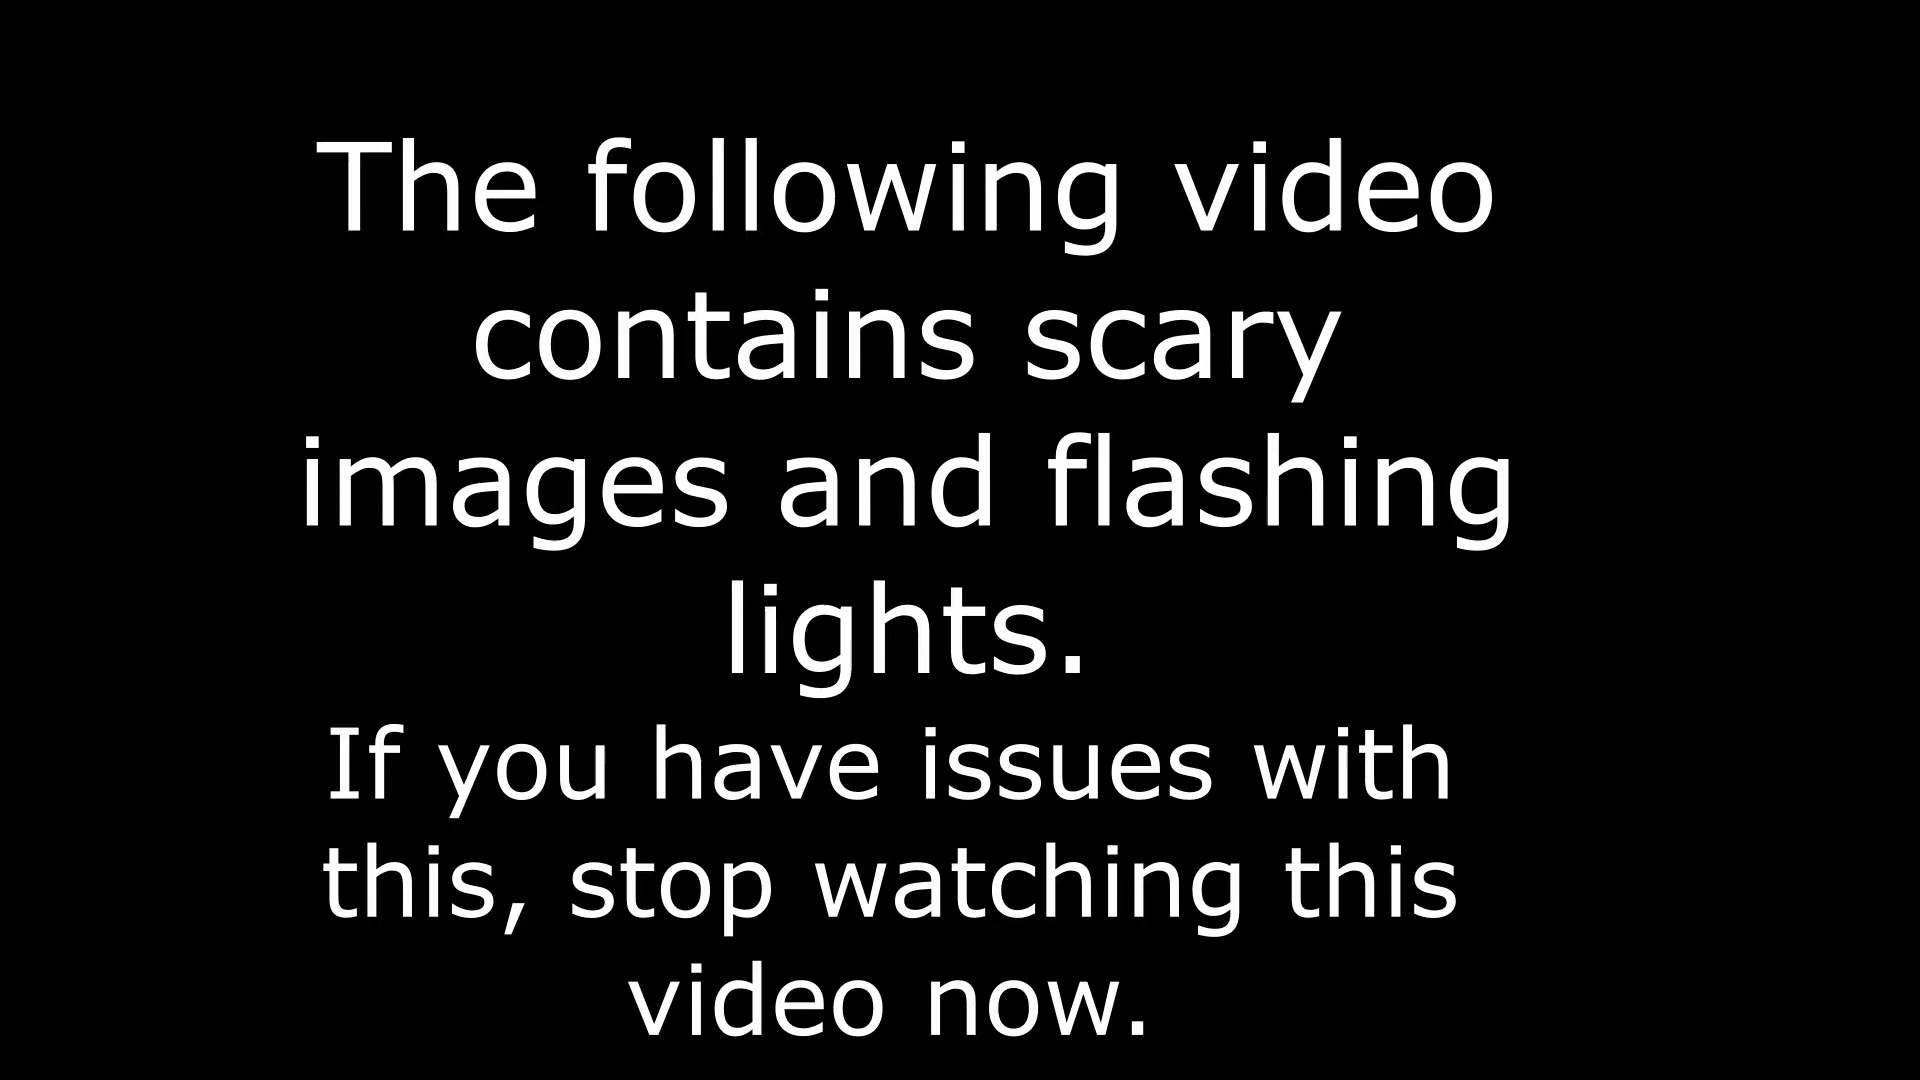 The following video
contains scary
images and flashing
lights.
If you have issues with
this, stop watching this
video now.